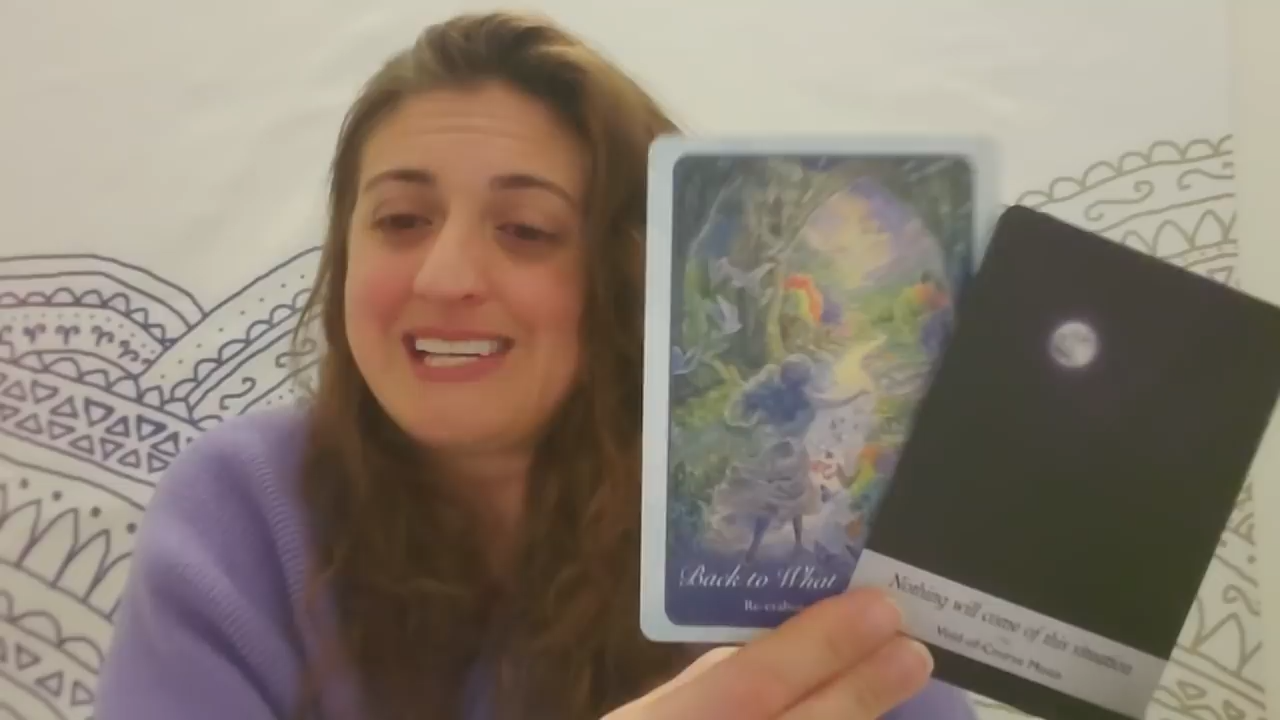 Back to What
Nothing will come of this situation
Void-of-Course Moon